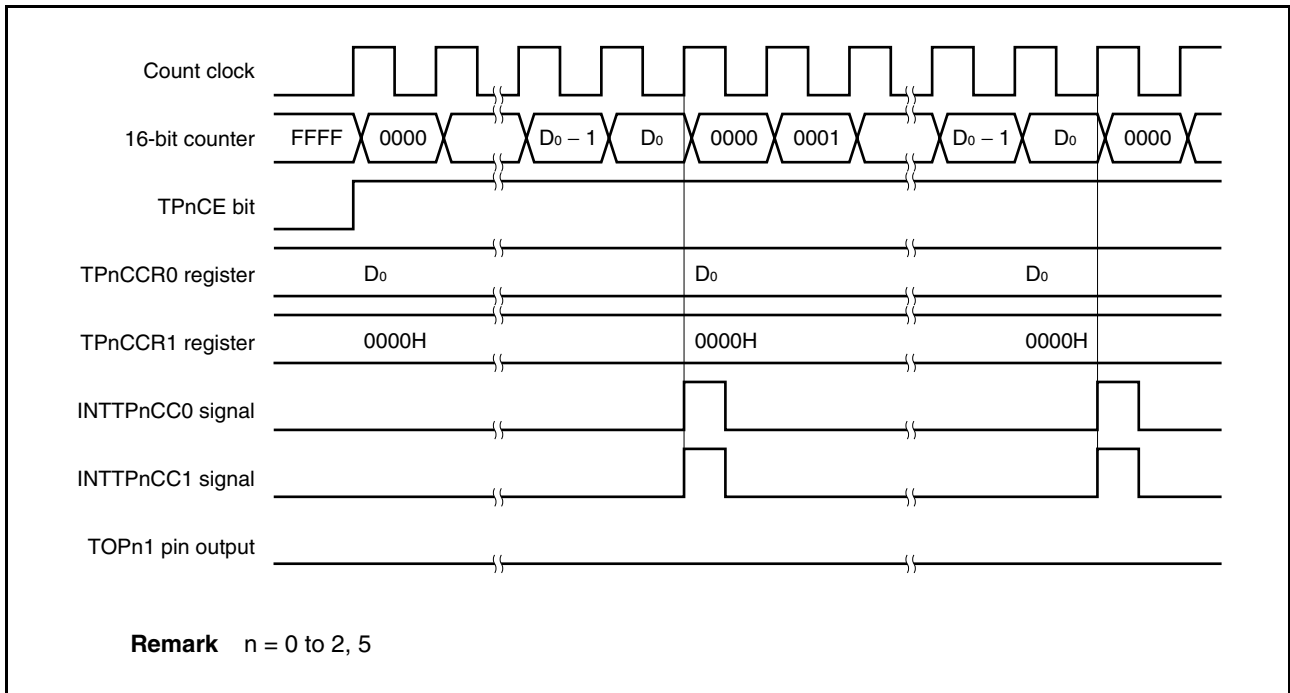 Count clock
16-bit counter FFFF 0000 D0 − 1 D0 0000 0001 D0 − 1 D0 0000
TPnCE bit
TPnCCR0 register D0 D0 D0
TPnCCR1 register 0000H 0000H 0000H
INTTPnCC0 signal
INTTPnCC1 signal
TOPn1 pin output
Remark n = 0 to 2, 5